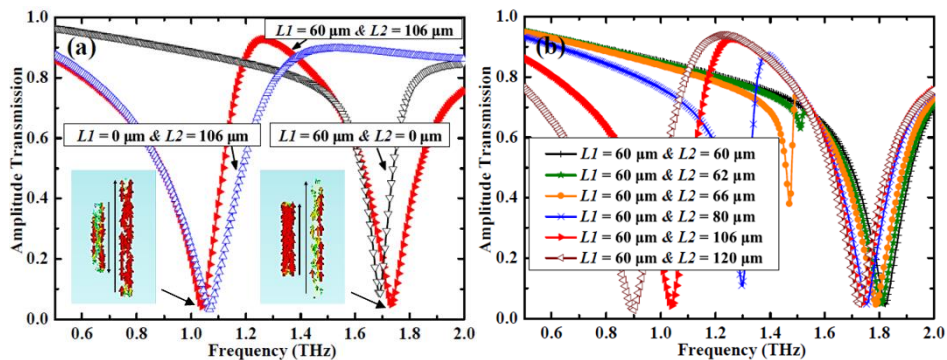 (a)
L1 = 60 μm & L2 = 106 μm
L1 = 0 μm & L2 = 106 μm
L1 = 60 μm & L2 = 0 μm
Amplitude Transmission
1.0
0.8
0.6
0.4
0.2
0.0
0.6 0.8 1.0 1.2 1.4 1.6 1.8 2.0
Frequency (THz)
(b)
L1 = 60 μm & L2 = 60 μm
L1 = 60 μm & L2 = 62 μm
L1 = 60 μm & L2 = 66 μm
L1 = 60 μm & L2 = 80 μm
L1 = 60 μm & L2 = 106 μm
L1 = 60 μm & L2 = 120 μm
Amplitude Transmission
1.0
0.8
0.6
0.4
0.2
0.0
0.6 0.8 1.0 1.2 1.4 1.6 1.8 2.0
Frequency (THz)